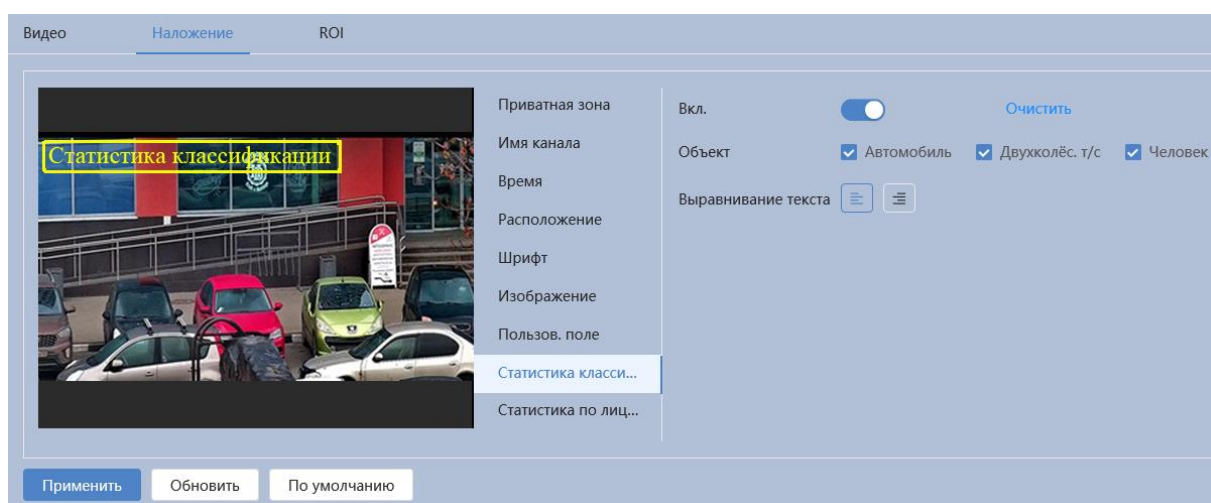 Видео Наложение ROI
Статистика классификации
Приватная зона
Имя канала
Время
Расположение
Шрифт
Изображение
Пользов. поле
Статистика класси...
Статистика по лиц...
Вкл. Очистить
Объект Автомобиль Двухколёс. т/с Человек
Выравнивание текста
Применить Обновить По умолчанию